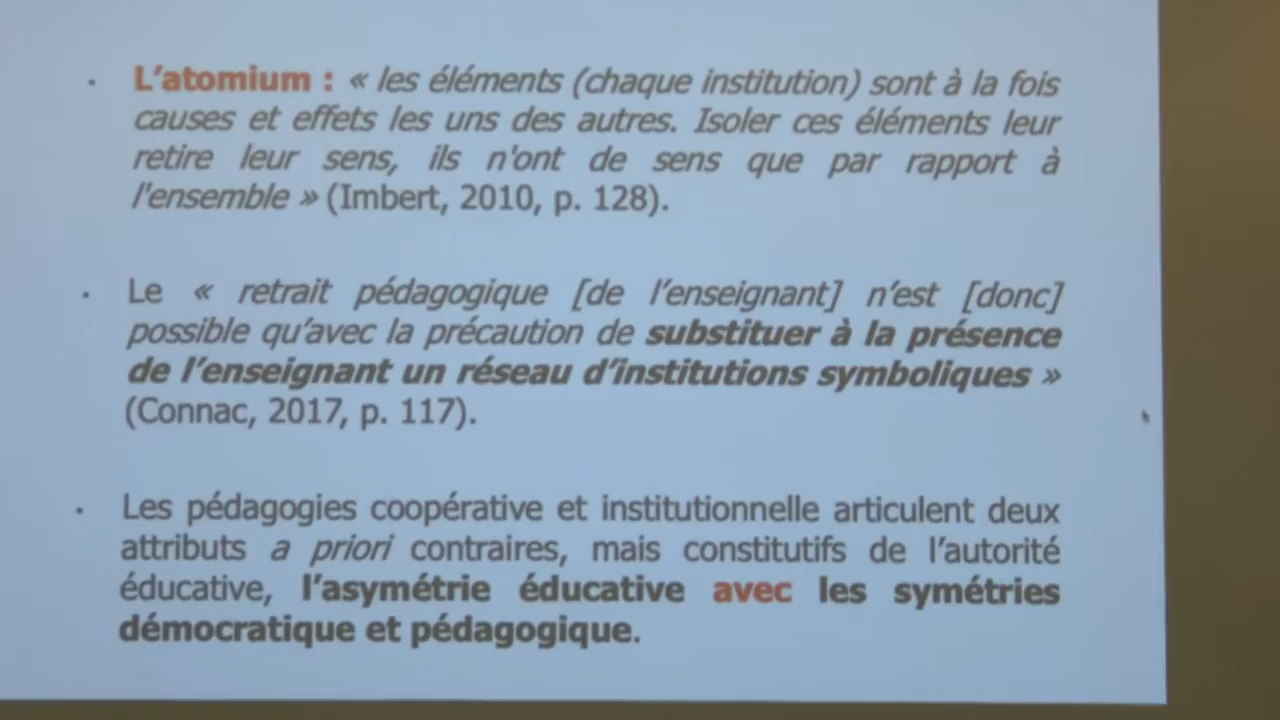 · L'atomium : « les éléments (chaque institution) sont à la fois
causes et effets les uns des autres. Isoler ces éléments leur
retire leur sens, ils n'ont de sens que par rapport à
l'ensemble » (Imbert, 2010, p. 128).
· Le « retrait pédagogique [de l'enseignant] n'est [donc]
possible qu'avec la précaution de substituer à la présence
de l'enseignant un réseau d'institutions symboliques »
(Connac, 2017, p. 117).
· Les pédagogies coopérative et institutionnelle articulent deux
attributs a priori contraires, mais constitutifs de l'autorité
éducative, l'asymétrie éducative avec les symétries
démocratique et pédagogique.